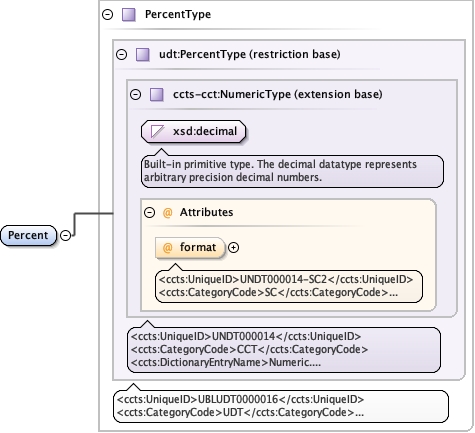 PercentType
udt:PercentType (restriction base)
ccts-cct:NumericType (extension base)
xsd:decimal
Built-in primitive type. The decimal datatype represents
arbitrary precision decimal numbers.
@ Attributes
Percent
@ format
<ccts:UniqueID>UNDT000014-SC2</ccts:UniqueID>
<ccts:CategoryCode>SC</ccts:CategoryCode>...
<ccts:UniqueID>UNDT000014</ccts:UniqueID>
<ccts:CategoryCode>CCT</ccts:CategoryCode>
<ccts:DictionaryEntryName>Numeric....
<ccts:UniqueID>UBLUDT0000016</ccts:UniqueID>
<ccts:CategoryCode>UDT</ccts:CategoryCode>...